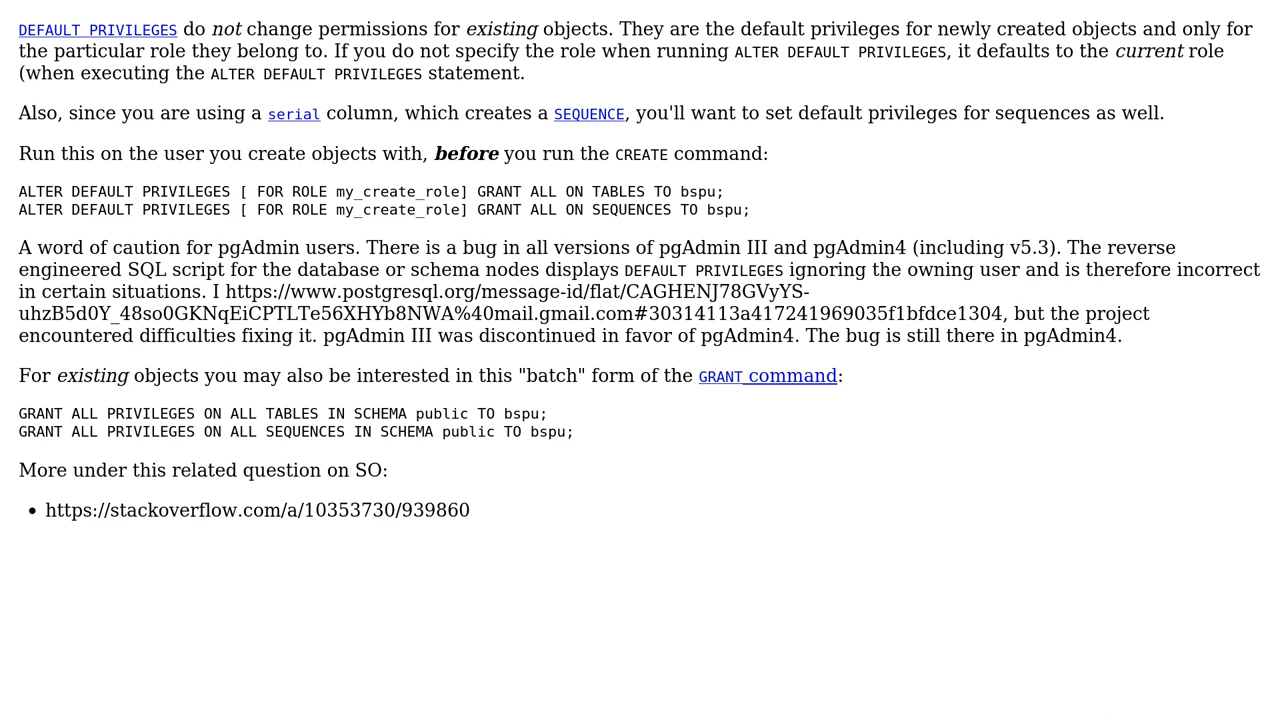 DEFAULT PRIVILEGES do not change permissions for existing objects. They are the default privileges for newly created objects and only for
the particular role they belong to. If you do not specify the role when running ALTER DEFAULT PRIVILEGES, it defaults to the current role
(when executing the ALTER DEFAULT PRIVILEGES statement.
Also, since you are using a serial column, which creates a SEQUENCE, you'll want to set default privileges for sequences as well.
Run this on the user you create objects with, before you run the CREATE command:
ALTER DEFAULT PRIVILEGES [ FOR ROLE my_create_role] GRANT ALL ON TABLES TO bspu;
ALTER DEFAULT PRIVILEGES [ FOR ROLE my_create_role] GRANT ALL ON SEQUENCES TO bspu;
A word of caution for pgAdmin users. There is a bug in all versions of pgAdmin III and pgAdmin4 (including v5.3). The reverse
engineered SQL script for the database or schema nodes displays DEFAULT PRIVILEGES ignoring the owning user and is therefore incorrect
in certain situations. I https://www.postgresql.org/message-id/flat/CAGHENJ78GVyYS-
uhzB5d0Y_48so0GKNqEiCPTLTe56XHYb8NWA%40mail.gmail.com#30314113a417241969035f1bfdce1304, but the project
encountered difficulties fixing it. pgAdmin III was discontinued in favor of pgAdmin4. The bug is still there in pgAdmin4.
For existing objects you may also be interested in this "batch" form of the GRANT command:
GRANT ALL PRIVILEGES ON ALL TABLES IN SCHEMA public TO bspu;
GRANT ALL PRIVILEGES ON ALL SEQUENCES IN SCHEMA public TO bspu;
More under this related question on SO:
• https://stackoverflow.com/a/10353730/939860